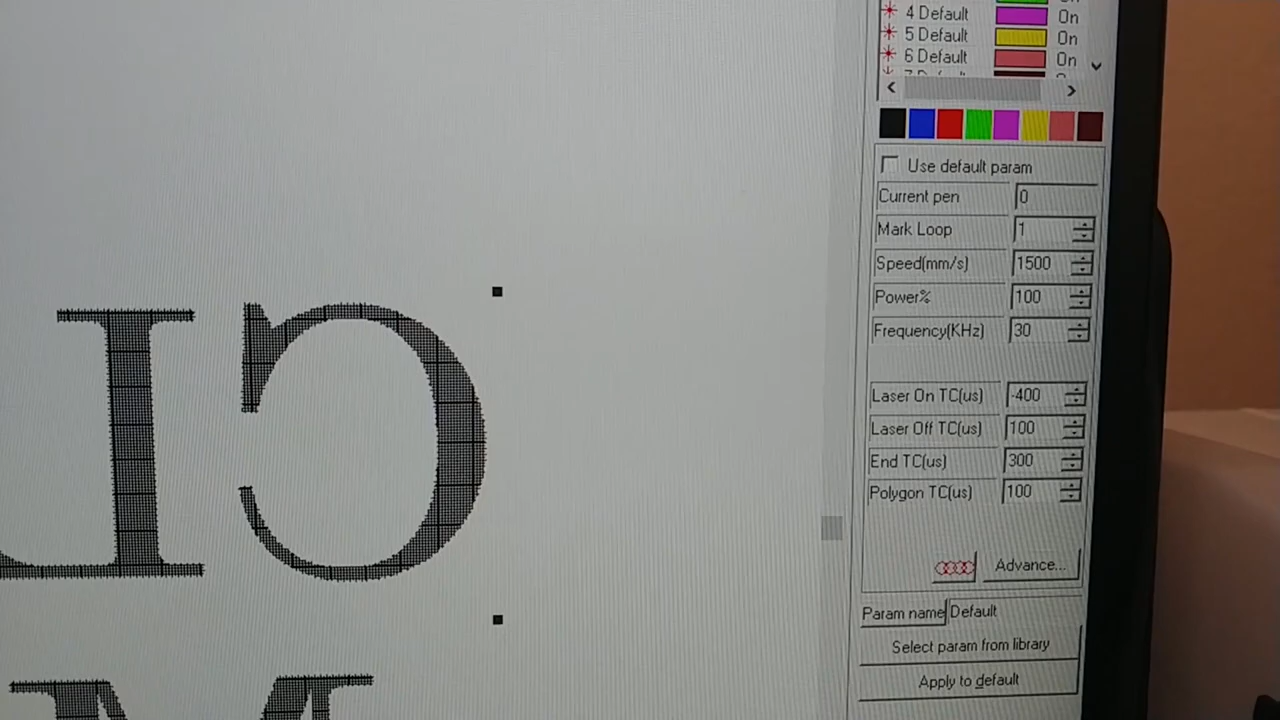 4 Default On
5 Default On
6 Default On
Use default param
Current pen 0
Mark Loop 1
Speed(mm/s) 1500
Power% 100
Frequency(KHz) 30
Laser On TC(us) -400
Laser Off TC(us) 100
End TC(us) 300
Polygon TC(us) 100
Advance...
Param name Default
Select param from library
Apply to default